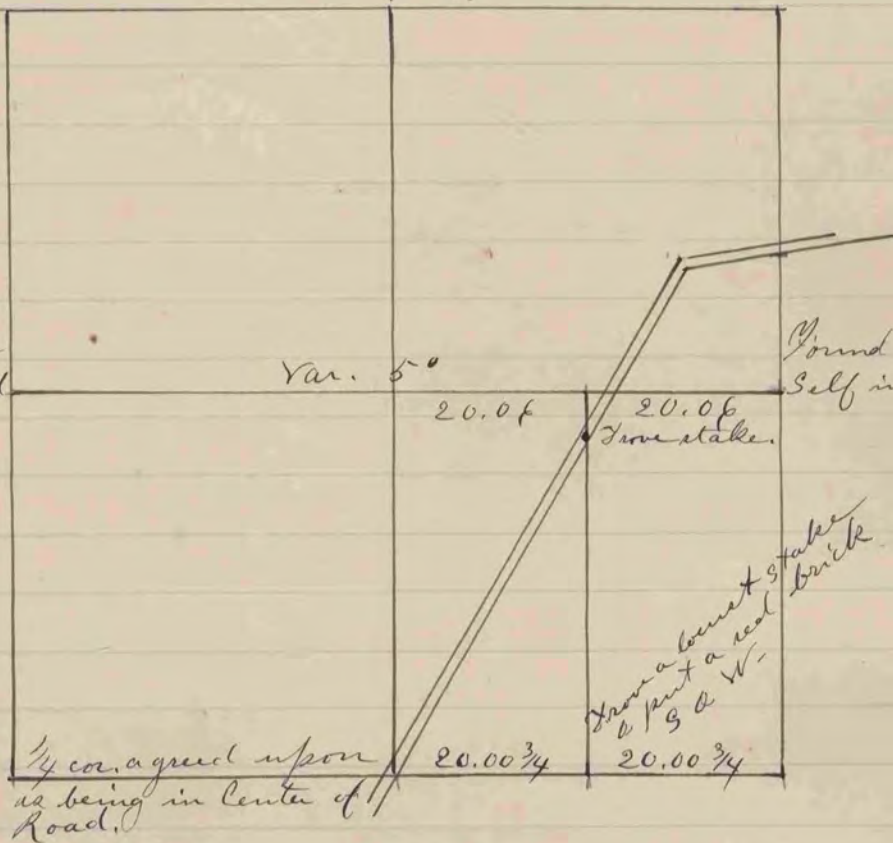 Var. 5°
Found
Self in
20.06
20.06
Drove stake.
Drove a locust stake
& put a red brick
S & W.
1/4 cor. agreed upon
as being in Center of
Road.
20.00 3/4
20.00 3/4